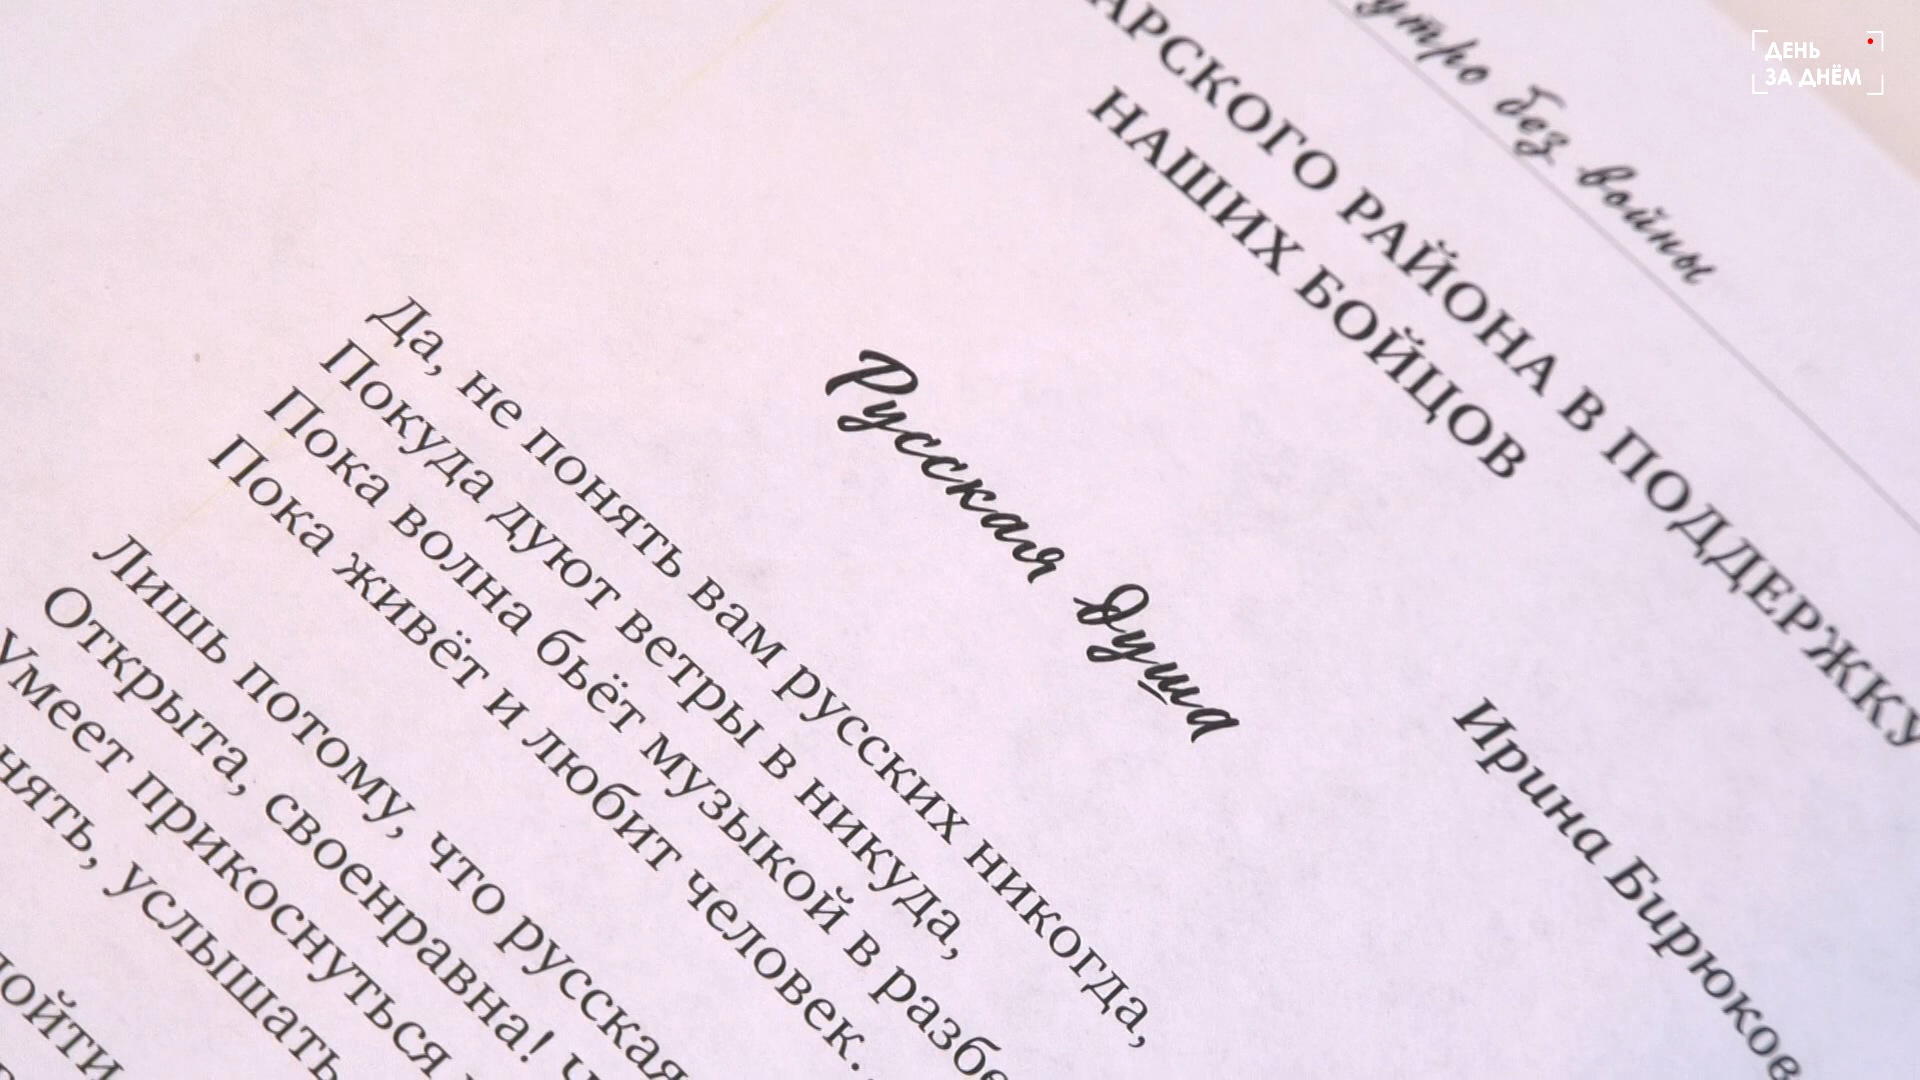 ДЕНЬ
ЗА ДНЁМ
утро без войны
АРСКОГО РАЙОНА В ПОДДЕРЖКУ
НАШИХ БОЙЦОВ
Ирина Бирюков
Русская душа
Да, не понять вам русских никогда,
Покуда дуют ветры в никуда,
Пока волна бьёт музыкой в разбе
Пока живёт и любит человек..
Лишь потому, что русская
Открыта, своенравна!
Умеет прикоснуться
нять, услышать
ойти